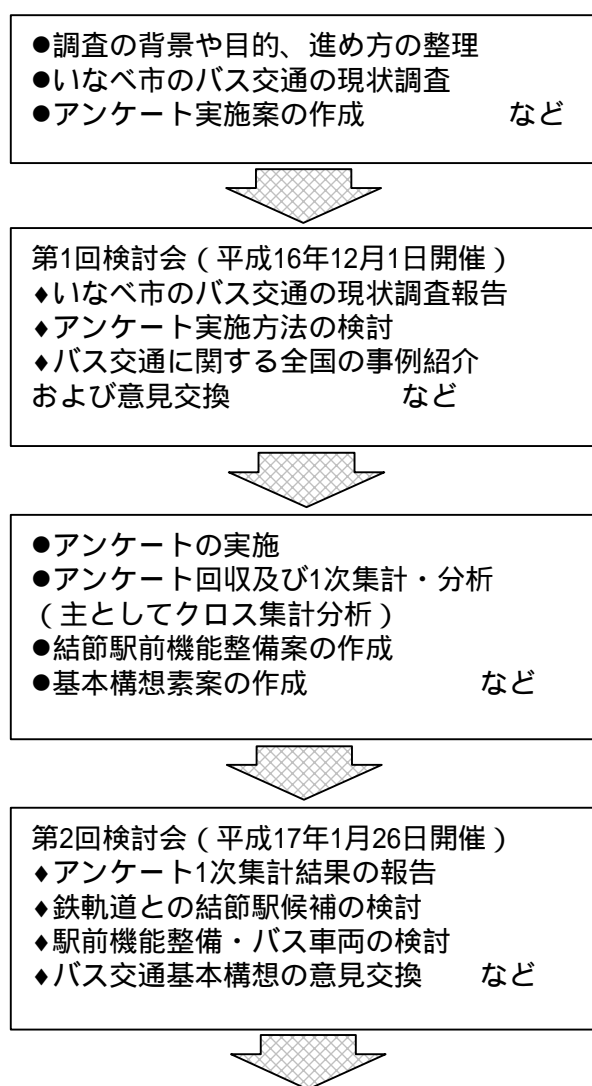 ●調査の背景や目的、進め方の整理
●いなべ市のバス交通の現状調査
●アンケート実施案の作成 など
第1回検討会(平成16年12月1日開催)
♦いなべ市のバス交通の現状調査報告
♦アンケート実施方法の検討
♦バス交通に関する全国の事例紹介
および意見交換 など
●アンケートの実施
●アンケート回収及び1次集計・分析
(主としてクロス集計分析)
●結節駅前機能整備案の作成
●基本構想素案の作成 など
第2回検討会(平成17年1月26日開催)
♦アンケート1次集計結果の報告
♦鉄軌道との結節駅候補の検討
♦駅前機能整備・バス車両の検討
♦バス交通基本構想の意見交換 など